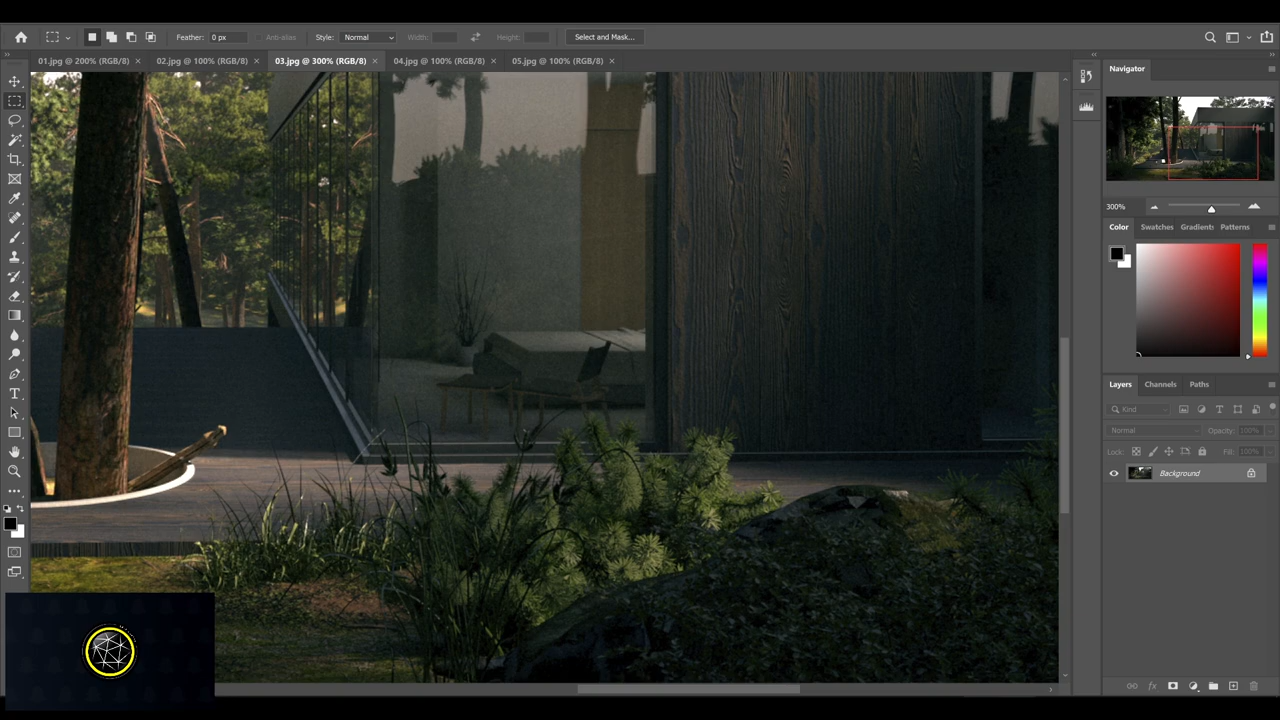 Feather: 0 px Anti-alias Style: Normal Width: Height: Select and Mask...
01.jpg @ 200% (RGB/8) × 02.jpg @ 100% (RGB/8) × 03.jpg @ 300% (RGB/8) × 04.jpg @ 100% (RGB/8) × 05.jpg @ 100% (RGB/8) ×
Navigator
300%
Color Swatches Gradients Patterns
Layers Channels Paths
Kind
Normal Opacity: 100%
Lock: Fill: 100%
Background
fx